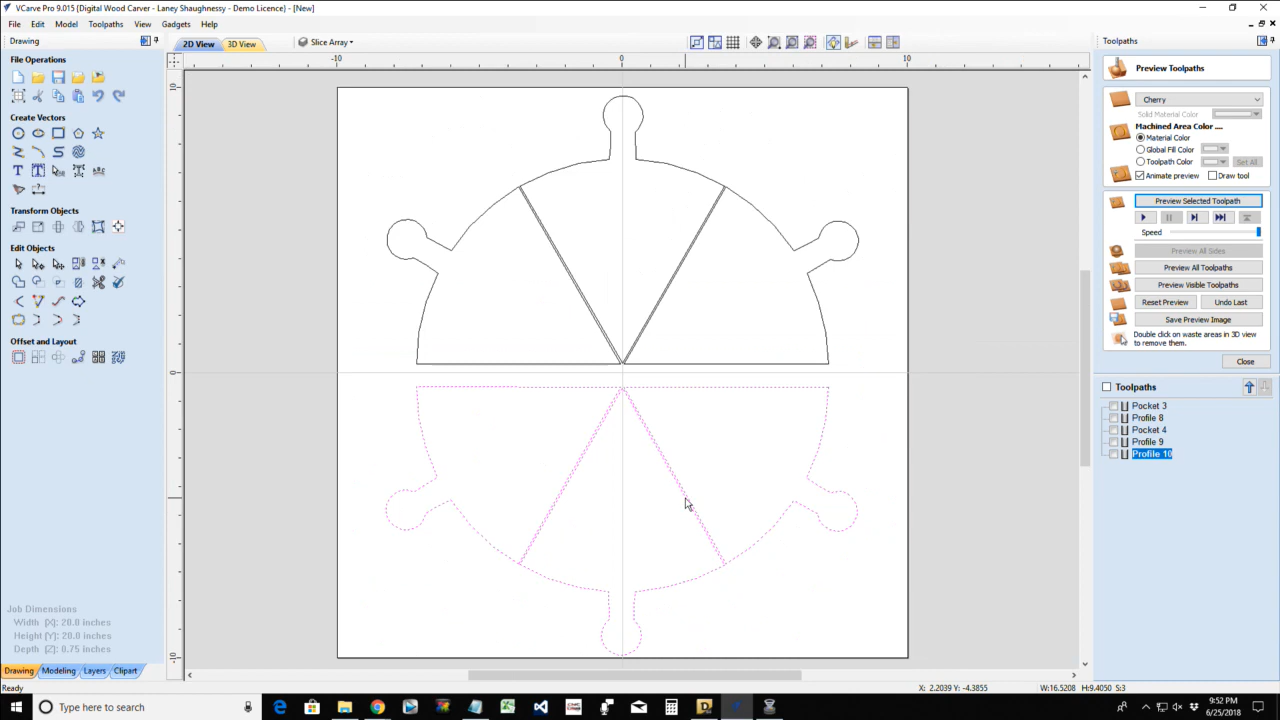 VCarve Pro 9.015 {Digital Wood Carver - Laney Shaughnessy - Demo Licence} - [New]
File Edit Model Toolpaths View Gadgets Help
Drawing
2D View 3D View Slice Array
Toolpaths
File Operations
Create Vectors
Transform Objects
Edit Objects
Offset and Layout
Job Dimensions
Width (X): 20.0 inches
Height (Y): 20.0 inches
Depth (Z): 0.75 inches
Drawing Modeling Layers Clipart
-10 0 10
10
0
-10
Preview Toolpaths
Cherry
Solid Material Color
Machined Area Color ....
Material Color
Global Fill Color
Toolpath Color Set All
Animate preview Draw tool
Preview Selected Toolpath
Speed
Preview All Sides
Preview All Toolpaths
Preview Visible Toolpaths
Reset Preview Undo Last
Save Preview Image
Double click on waste areas in 3D view
to remove them.
Close
Toolpaths
Pocket 3
Profile 8
Pocket 4
Profile 9
Profile 10
Ready X: 2.2039 Y: -4.3855 W:16.5208 H:9.4050 S:3
Type here to search
9:52 PM
6/25/2018